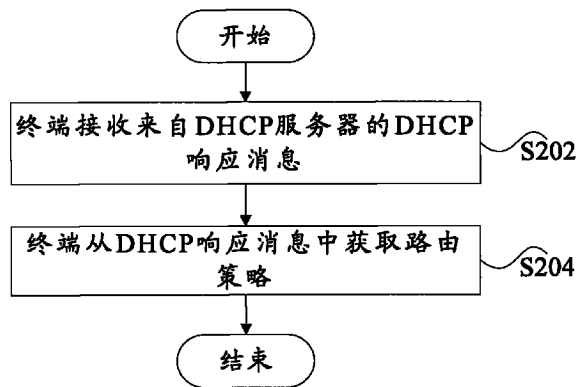 开始
终端接收来自DHCP服务器的DHCP
响应消息
S202
终端从DHCP响应消息中获取路由
策略
S204
结束